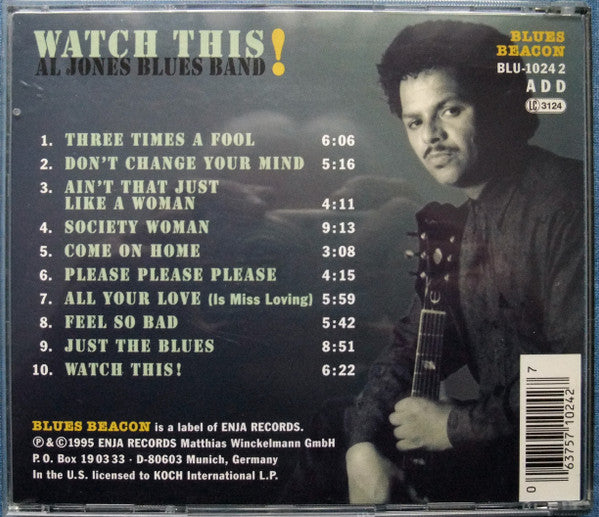 WATCH THIS!
AL JONES BLUES BAND
BLUES
BEACON
BLU-1024 2
A D D
LC 3124
1. THREE TIMES A FOOL 6:06
2. DON'T CHANGE YOUR MIND 5:16
3. AIN'T THAT JUST
LIKE A WOMAN 4:11
4. SOCIETY WOMAN 9:13
5. COME ON HOME 3:08
6. PLEASE PLEASE PLEASE 4:15
7. ALL YOUR LOVE (Is Miss Loving) 5:59
8. FEEL SO BAD 5:42
9. JUST THE BLUES 8:51
10. WATCH THIS! 6:22
BLUES BEACON is a label of ENJA RECORDS.
℗ & © 1995 ENJA RECORDS Matthias Winckelmann GmbH
P. O. Box 19 03 33 · D-80603 Munich, Germany
In the U.S. licensed to KOCH International L.P.
0 63757 10242 7